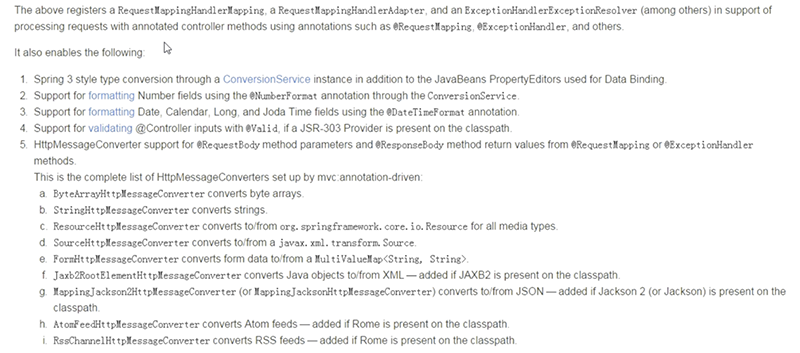 The above registers a RequestMappingHandlerMapping, a RequestMappingHandlerAdapter, and an ExceptionHandlerExceptionResolver (among others) in support of
processing requests with annotated controller methods using annotations such as @RequestMapping, @ExceptionHandler, and others.
It also enables the following:
1. Spring 3 style type conversion through a ConversionService instance in addition to the JavaBeans PropertyEditors used for Data Binding.
2. Support for formatting Number fields using the @NumberFormat annotation through the ConversionService.
3. Support for formatting Date, Calendar, Long, and Joda Time fields using the @DateTimeFormat annotation.
4. Support for validating @Controller inputs with @Valid, if a JSR-303 Provider is present on the classpath.
5. HttpMessageConverter support for @RequestBody method parameters and @ResponseBody method return values from @RequestMapping or @ExceptionHandler
methods.
This is the complete list of HttpMessageConverters set up by mvc:annotation-driven:
a. ByteArrayHttpMessageConverter converts byte arrays.
b. StringHttpMessageConverter converts strings.
c. ResourceHttpMessageConverter converts to/from org.springframework.core.io.Resource for all media types.
d. SourceHttpMessageConverter converts to/from a javax.xml.transform.Source.
e. FormHttpMessageConverter converts form data to/from a MultiValueMap<String, String>.
f. Jaxb2RootElementHttpMessageConverter converts Java objects to/from XML — added if JAXB2 is present on the classpath.
g. MappingJackson2HttpMessageConverter (or MappingJacksonHttpMessageConverter) converts to/from JSON — added if Jackson 2 (or Jackson) is present on the
classpath.
h. AtomFeedHttpMessageConverter converts Atom feeds — added if Rome is present on the classpath.
i. RssChannelHttpMessageConverter converts RSS feeds — added if Rome is present on the classpath.